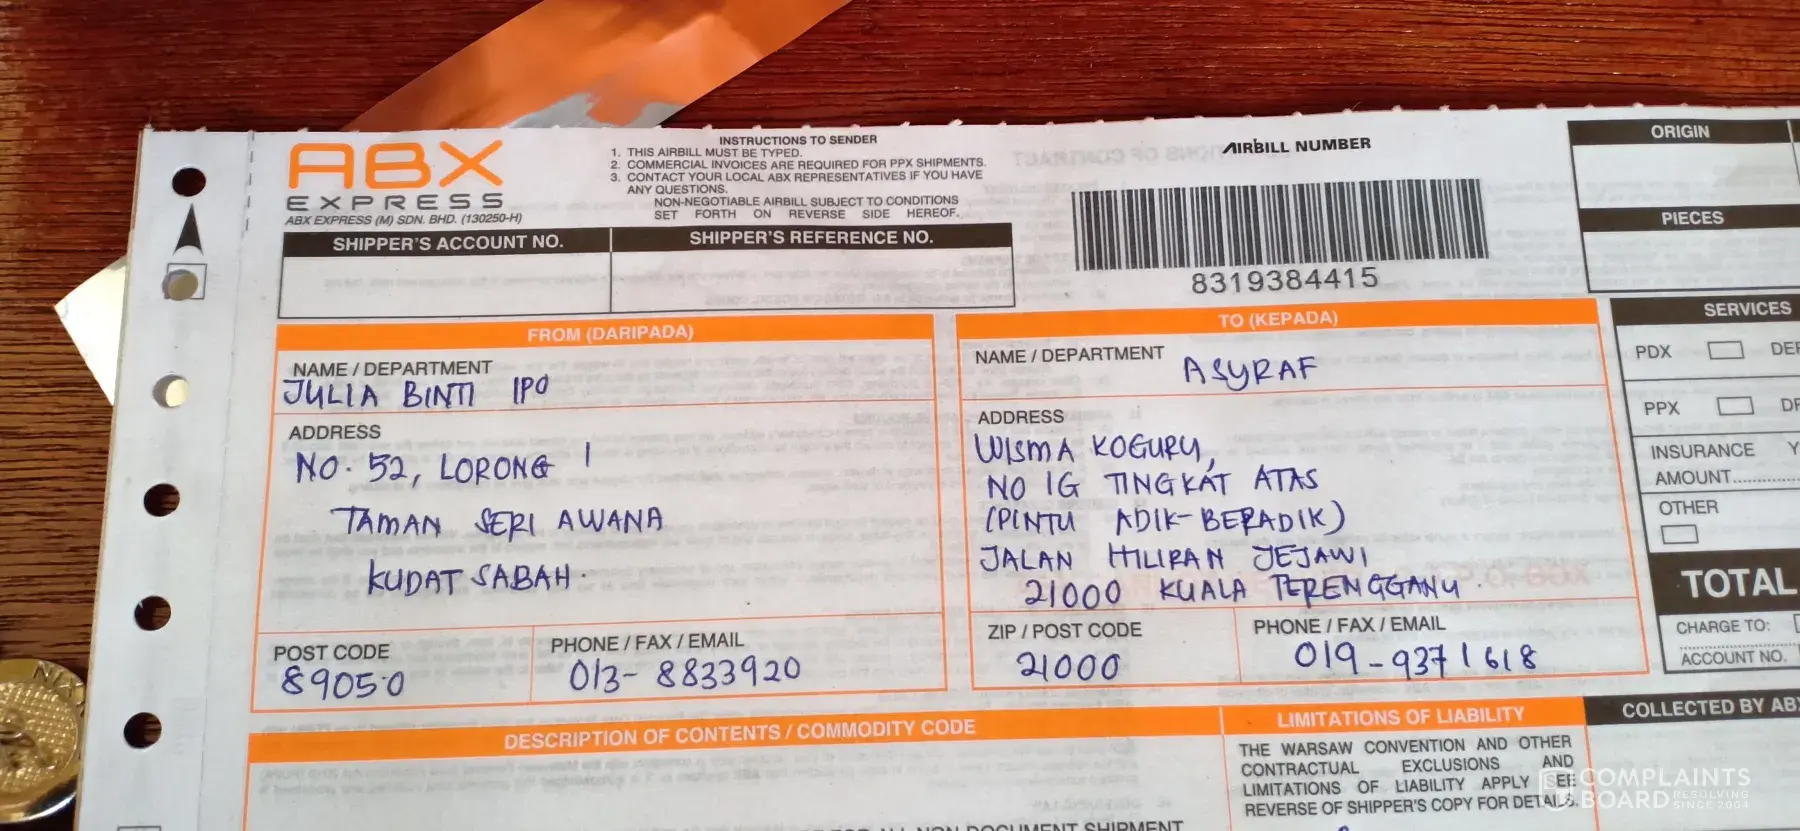 ABX
EXPRESS
ABX EXPRESS (M) SDN. BHD. (130250-H)
INSTRUCTIONS TO SENDER
1. THIS AIRBILL MUST BE TYPED.
2. COMMERCIAL INVOICES ARE REQUIRED FOR PPX SHIPMENTS.
3. CONTACT YOUR LOCAL ABX REPRESENTATIVES IF YOU HAVE
ANY QUESTIONS.
NON-NEGOTIABLE AIRBILL SUBJECT TO CONDITIONS
SET FORTH ON REVERSE SIDE HEREOF.
SHIPPER'S ACCOUNT NO.
SHIPPER'S REFERENCE NO.
AIRBILL NUMBER
8319384415
ORIGIN
PIECES
FROM (DARIPADA)
NAME / DEPARTMENT
JULIA BINTI IPO
ADDRESS
NO. 52, LORONG 1
TAMAN SERI AWANA
KUDAT SABAH.
POST CODE
89050
PHONE / FAX / EMAIL
013-8833920
TO (KEPADA)
NAME / DEPARTMENT
ASYRAF
ADDRESS
WISMA KOGURU,
NO 1G TINGKAT ATAS
(PINTU ADIK-BERADIK)
JALAN HILIRAN JEJAWI
21000 KUALA TERENGGANU.
ZIP / POST CODE
21000
PHONE / FAX / EMAIL
019-9371618
SERVICES
PDX
PPX
INSURANCE
AMOUNT
OTHER
TOTAL
CHARGE TO:
ACCOUNT NO.
DESCRIPTION OF CONTENTS / COMMODITY CODE
LIMITATIONS OF LIABILITY
THE WARSAW CONVENTION AND OTHER
CONTRACTUAL EXCLUSIONS AND
LIMITATIONS OF LIABILITY APPLY
REVERSE OF SHIPPER'S COPY FOR DETAILS.
COLLECTED BY ABX
COMPLAINTS
BOARD
RESOLVING
SINCE 2004